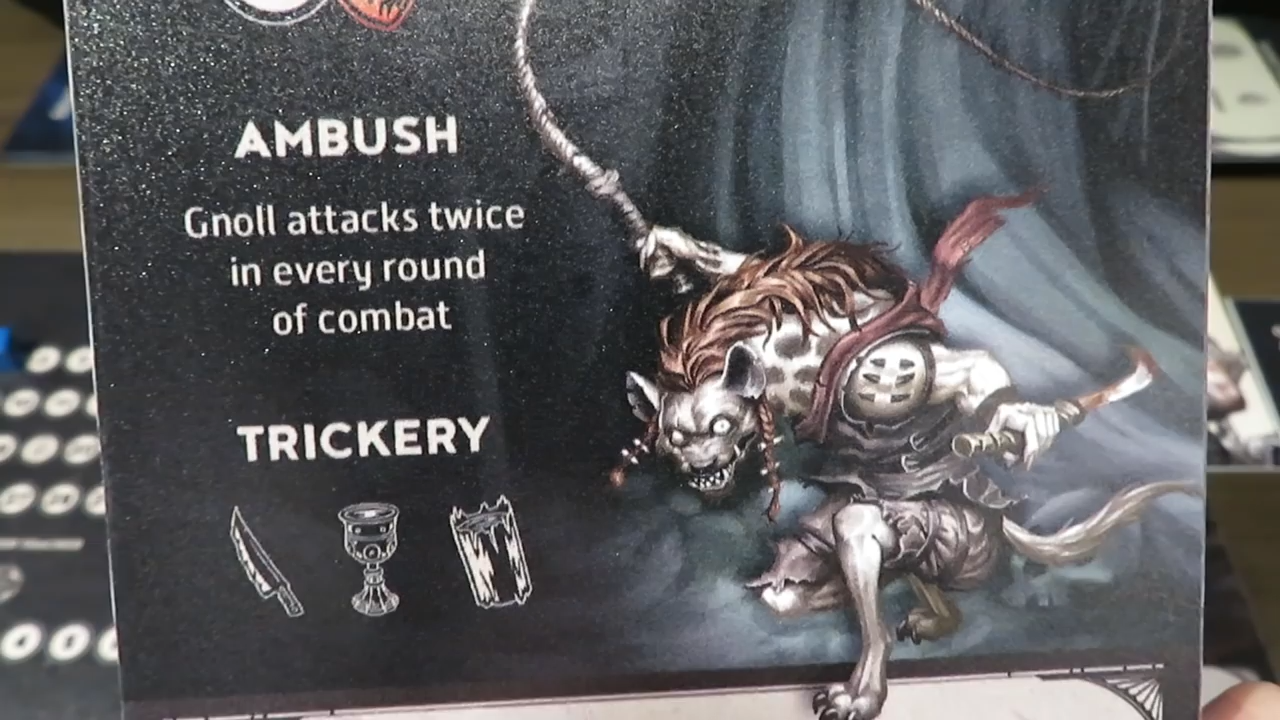 AMBUSH
Gnoll attacks twice
in every round
of combat
TRICKERY